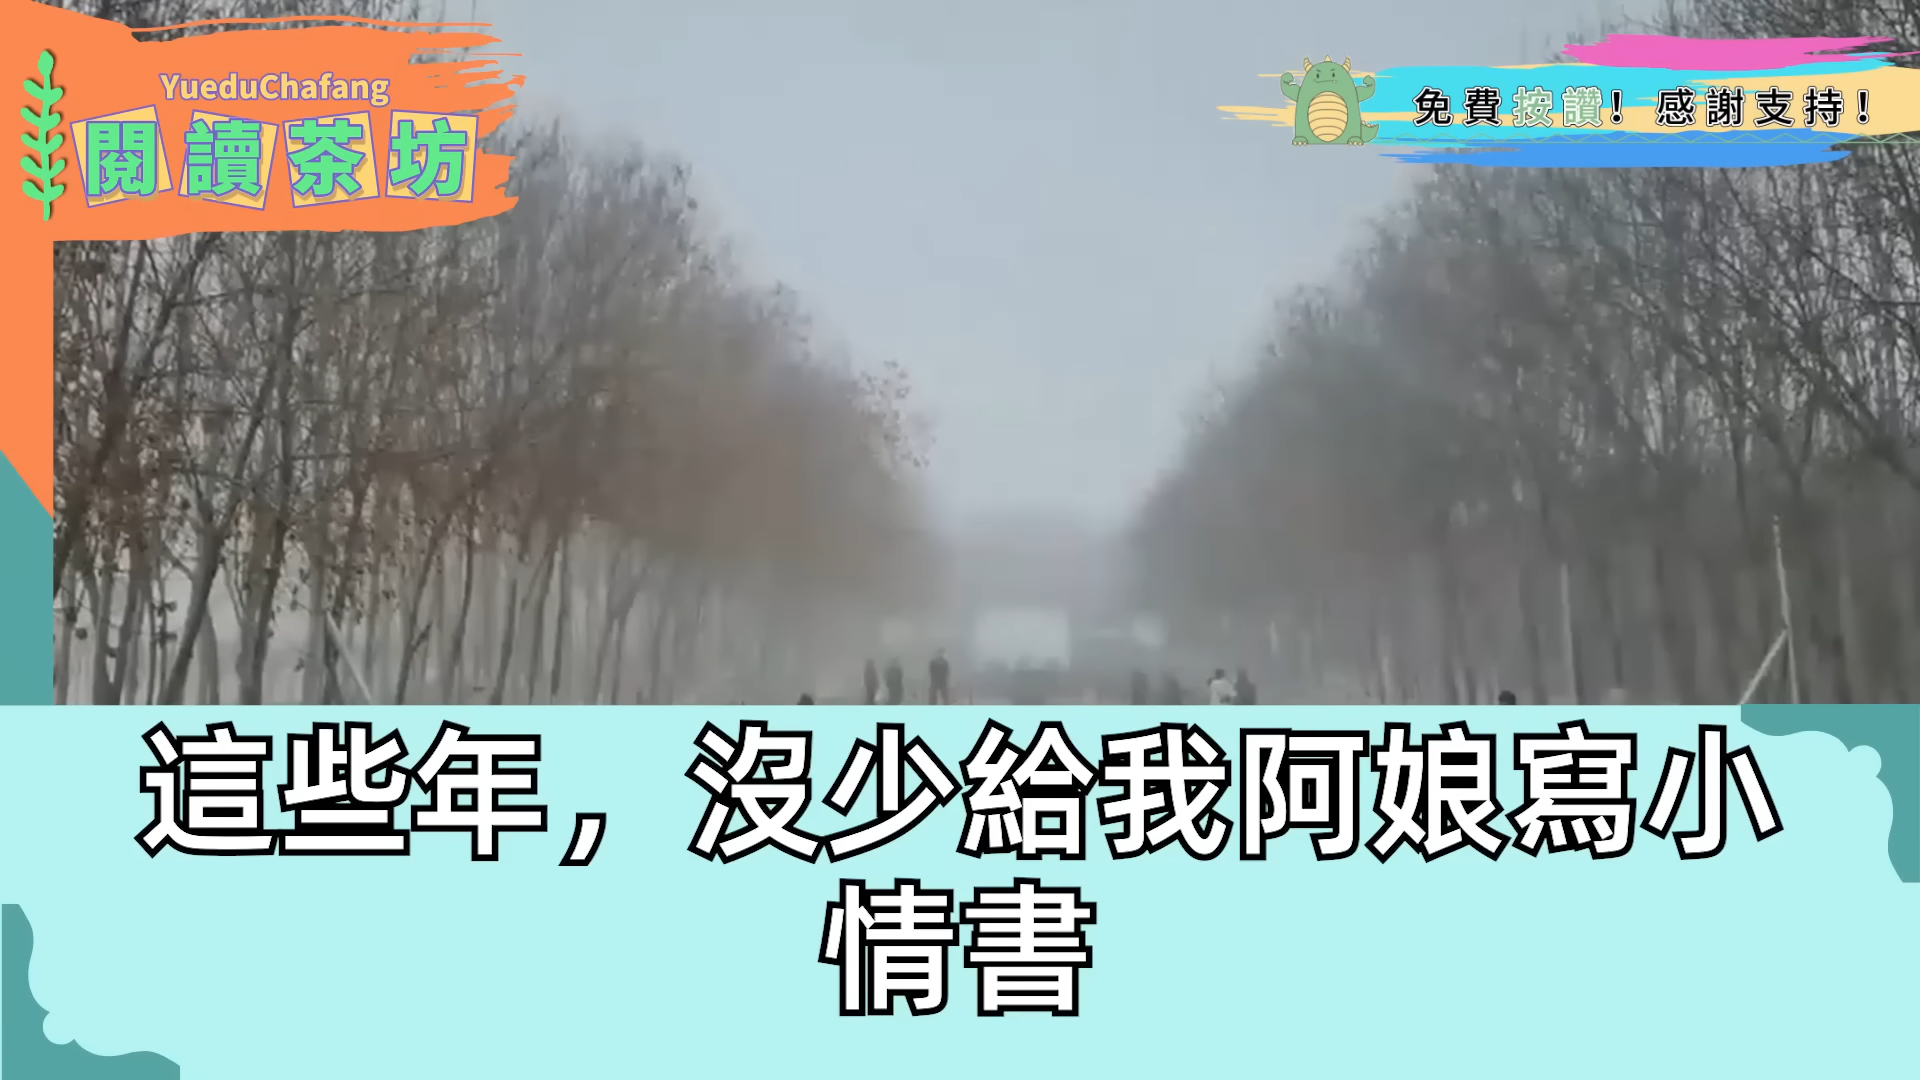 YueduChafang
閱讀茶坊
免費按讚！感謝支持！
這些年，沒少給我阿娘寫小
情書